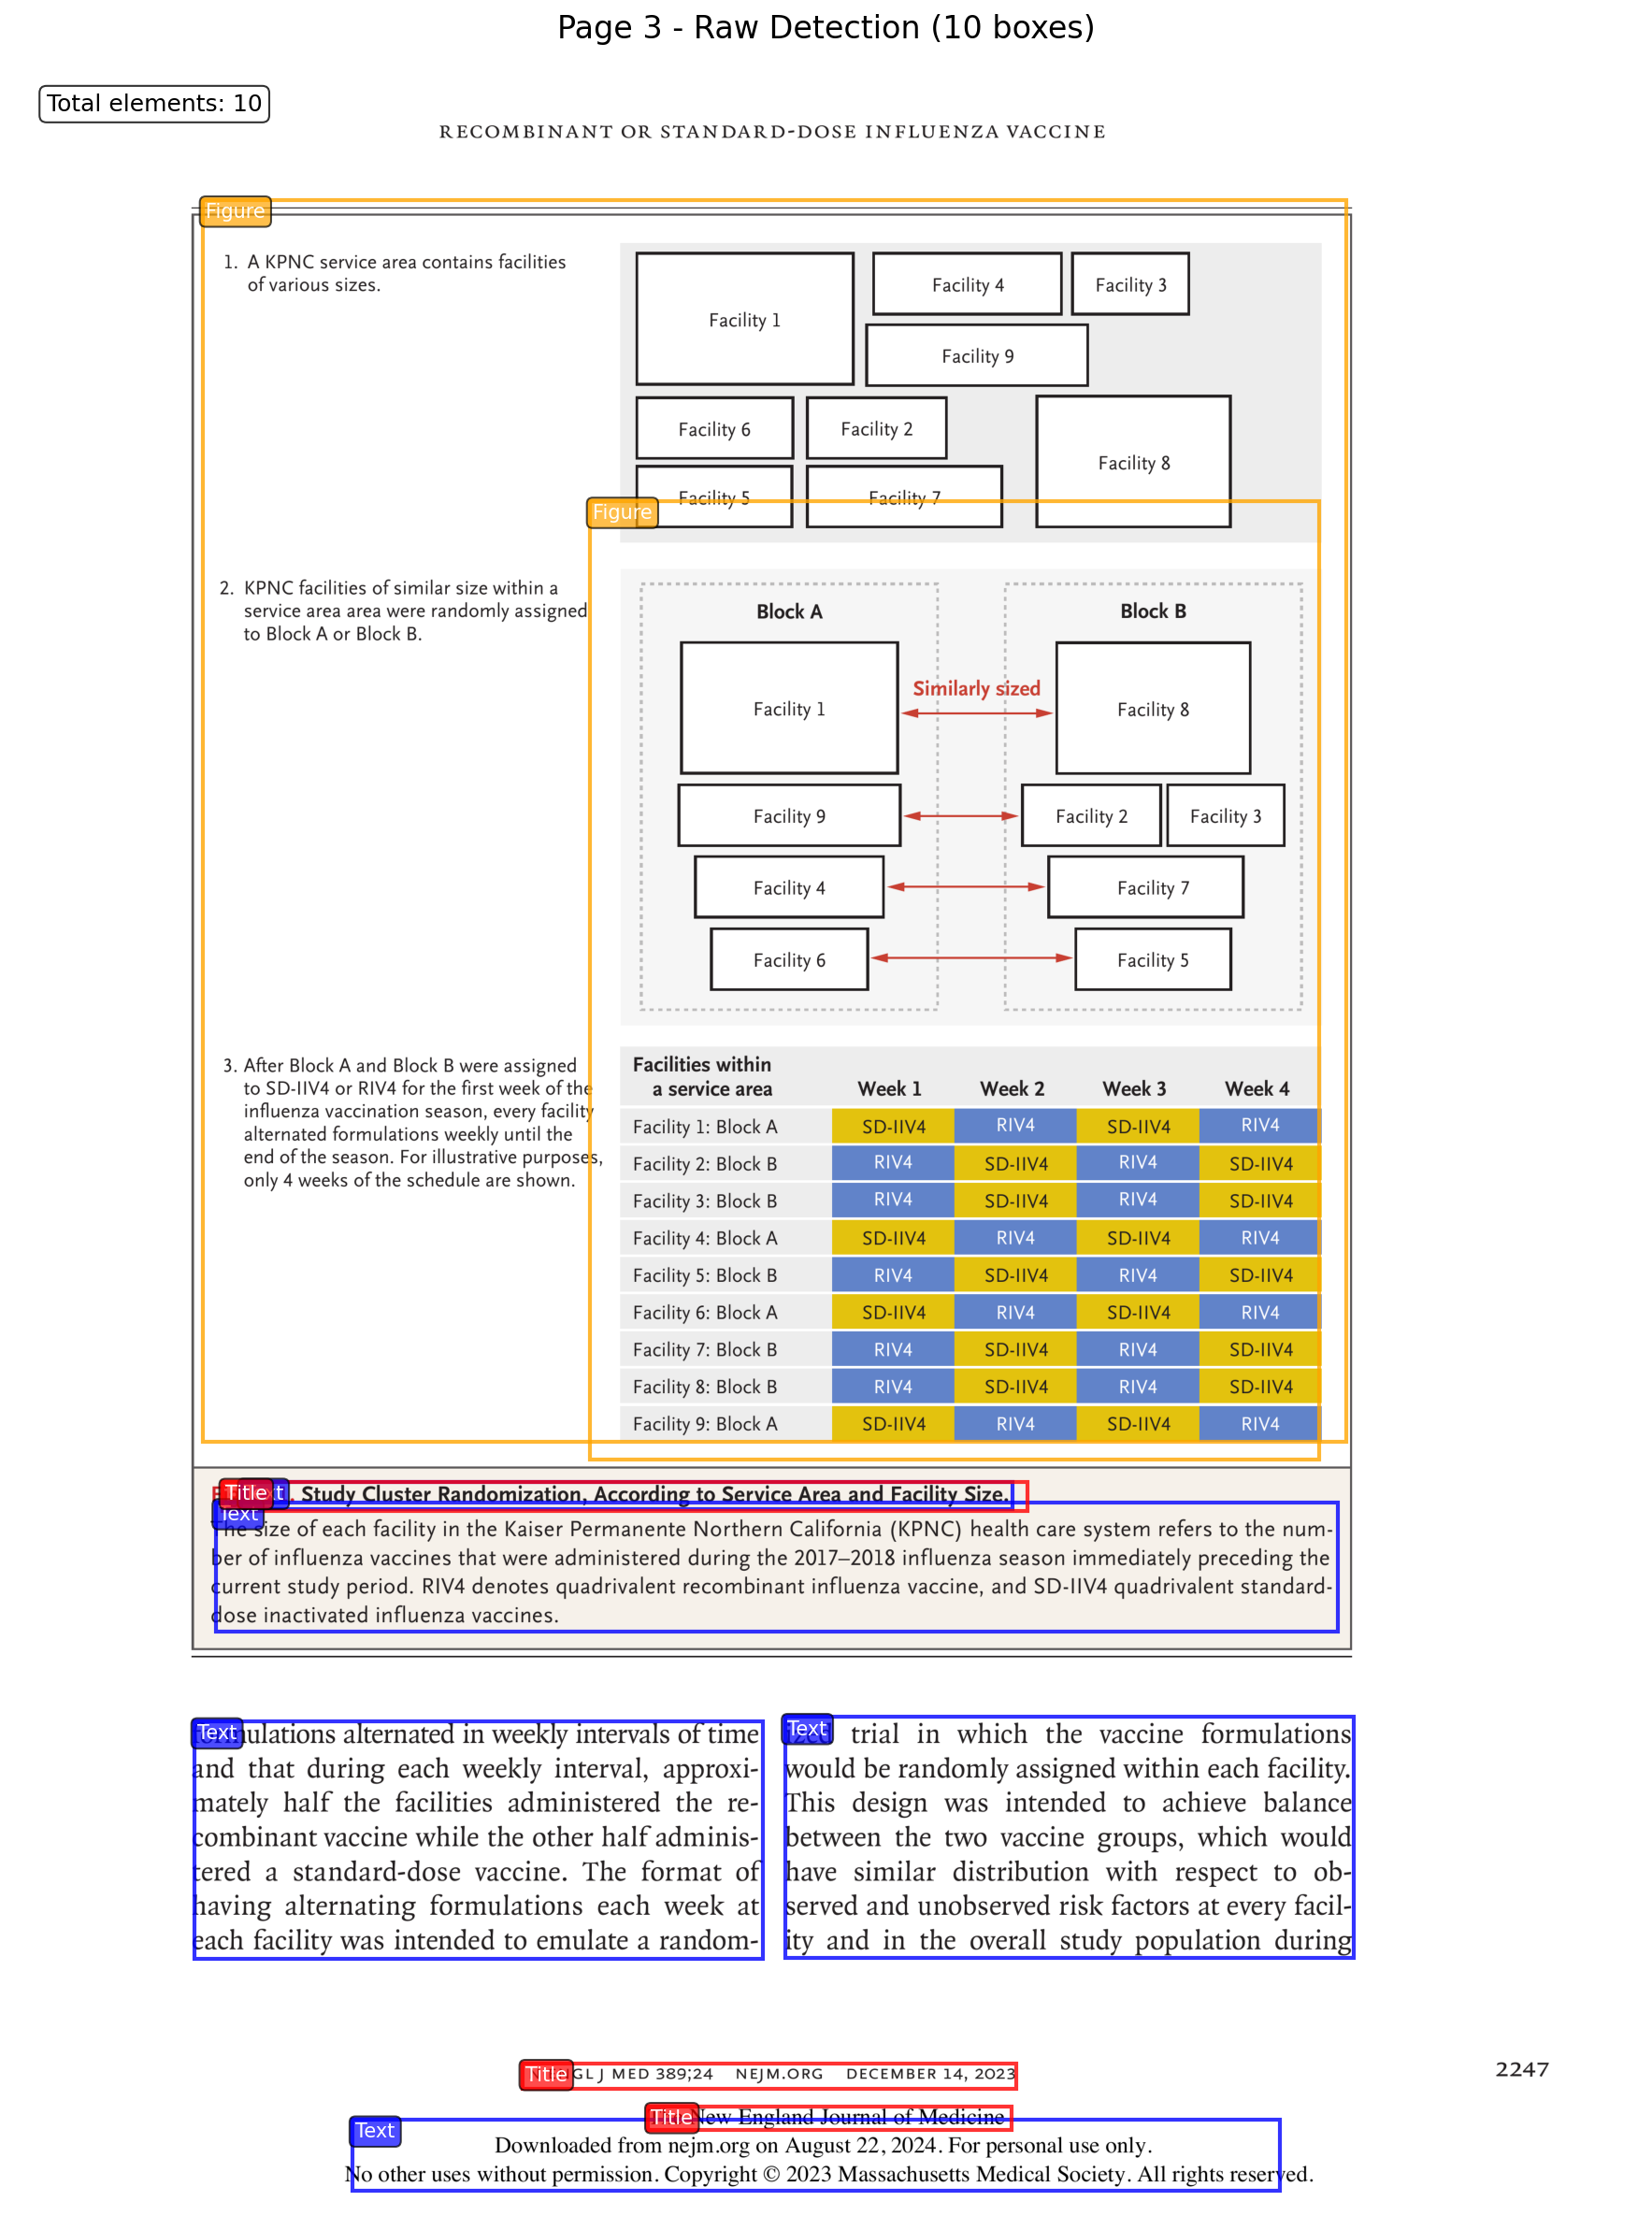 Page 3 - Raw Detection (10 boxes)
Total elements: 10
RECOMBINANT OR STANDARD-DOSE INFLUENZA VACCINE
Figure
1. A KPNC service area contains facilities
of various sizes.
Facility 1
Facility 4
Facility 3
Facility 9
Facility 6
Facility 2
Facility 8
Facility 5
Facility 7
Figure
2. KPNC facilities of similar size within a
service area area were randomly assigned
to Block A or Block B.
Block A
Block B
Similarly sized
Facility 1
Facility 8
Facility 9
Facility 2
Facility 3
Facility 4
Facility 7
Facility 6
Facility 5
3. After Block A and Block B were assigned
to SD-IIV4 or RIV4 for the first week of the
influenza vaccination season, every facility
alternated formulations weekly until the
end of the season. For illustrative purposes,
only 4 weeks of the schedule are shown.
Facilities within
a service area Week 1 Week 2 Week 3 Week 4
Facility 1: Block A SD-IIV4 RIV4 SD-IIV4 RIV4
Facility 2: Block B RIV4 SD-IIV4 RIV4 SD-IIV4
Facility 3: Block B RIV4 SD-IIV4 RIV4 SD-IIV4
Facility 4: Block A SD-IIV4 RIV4 SD-IIV4 RIV4
Facility 5: Block B RIV4 SD-IIV4 RIV4 SD-IIV4
Facility 6: Block A SD-IIV4 RIV4 SD-IIV4 RIV4
Facility 7: Block B RIV4 SD-IIV4 RIV4 SD-IIV4
Facility 8: Block B RIV4 SD-IIV4 RIV4 SD-IIV4
Facility 9: Block A SD-IIV4 RIV4 SD-IIV4 RIV4
Title
Study Cluster Randomization, According to Service Area and Facility Size.
Text
The size of each facility in the Kaiser Permanente Northern California (KPNC) health care system refers to the num-
ber of influenza vaccines that were administered during the 2017–2018 influenza season immediately preceding the
current study period. RIV4 denotes quadrivalent recombinant influenza vaccine, and SD-IIV4 quadrivalent standard-
dose inactivated influenza vaccines.
Text
formulations alternated in weekly intervals of time
and that during each weekly interval, approxi-
mately half the facilities administered the re-
combinant vaccine while the other half adminis-
tered a standard-dose vaccine. The format of
having alternating formulations each week at
each facility was intended to emulate a random-
Text
ized trial in which the vaccine formulations
would be randomly assigned within each facility.
This design was intended to achieve balance
between the two vaccine groups, which would
have similar distribution with respect to ob-
served and unobserved risk factors at every facil-
ity and in the overall study population during
Title
GL J MED 389;24 NEJM.ORG DECEMBER 14, 2023
2247
Title
New England Journal of Medicine
Text
Downloaded from nejm.org on August 22, 2024. For personal use only.
No other uses without permission. Copyright © 2023 Massachusetts Medical Society. All rights reserved.